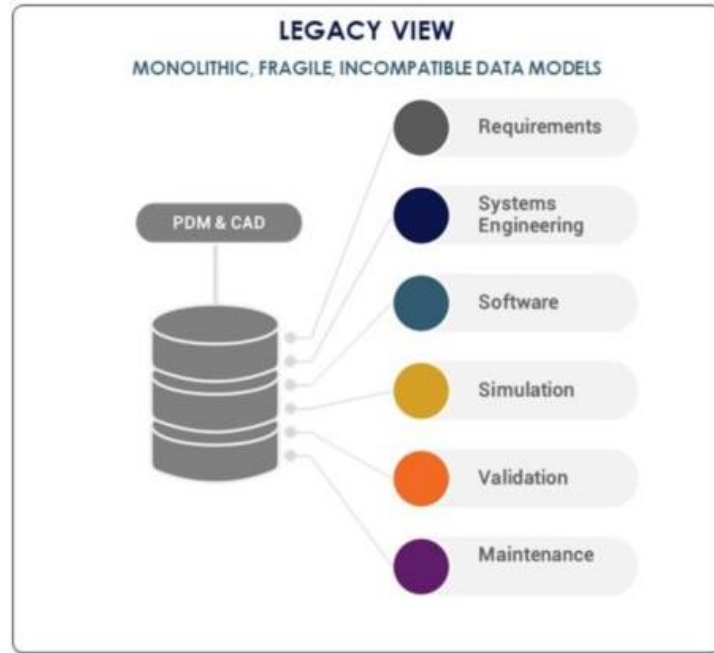 LEGACY VIEW
MONOLITHIC, FRAGILE, INCOMPATIBLE DATA MODELS
PDM & CAD
Requirements
Systems
Engineering
Software
Simulation
Validation
Maintenance